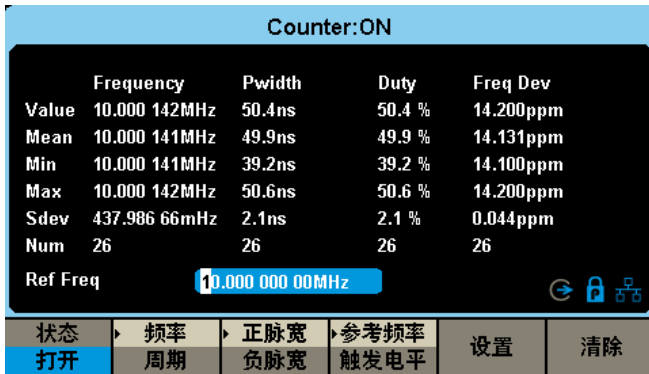 Counter:ON
Frequency Pwidth Duty Freq Dev
Value 10.000 142MHz 50.4ns 50.4 % 14.200ppm
Mean 10.000 141MHz 49.9ns 49.9 % 14.131ppm
Min 10.000 141MHz 39.2ns 39.2 % 14.100ppm
Max 10.000 142MHz 50.6ns 50.6 % 14.200ppm
Sdev 437.986 66mHz 2.1ns 2.1 % 0.044ppm
Num 26 26 26 26
Ref Freq 10.000 000 00MHz
P
状态 频率 正脉宽 参考频率 设置 清除
打开 周期 负脉宽 触发电平